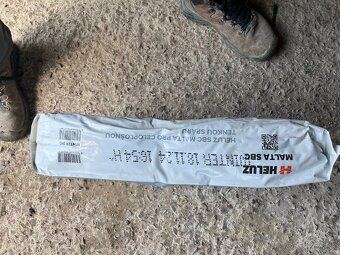 HELUZ
MALTA SBC
HELUZ SBC MALTA PRO CELOPLOŠNOU
TENKOU SPÁRU
WINTER 18.11.24 16:54 H